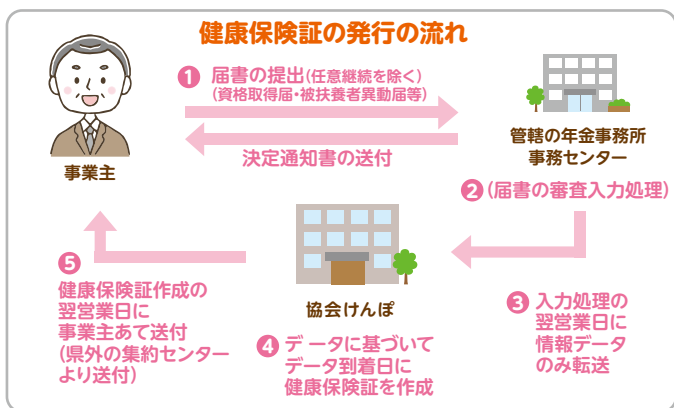 健康保険証の発行の流れ
❶ 届書の提出(任意継続を除く)
(資格取得届・被扶養者異動届等)
決定通知書の送付
事業主
管轄の年金事務所
事務センター
❷(届書の審査入力処理)
❸ 入力処理の
翌営業日に
情報データ
のみ転送
協会けんぽ
❹ データに基づいて
データ到着日に
健康保険証を作成
❺
健康保険証作成の
翌営業日に
事業主あて送付
(県外の集約センター
より送付)